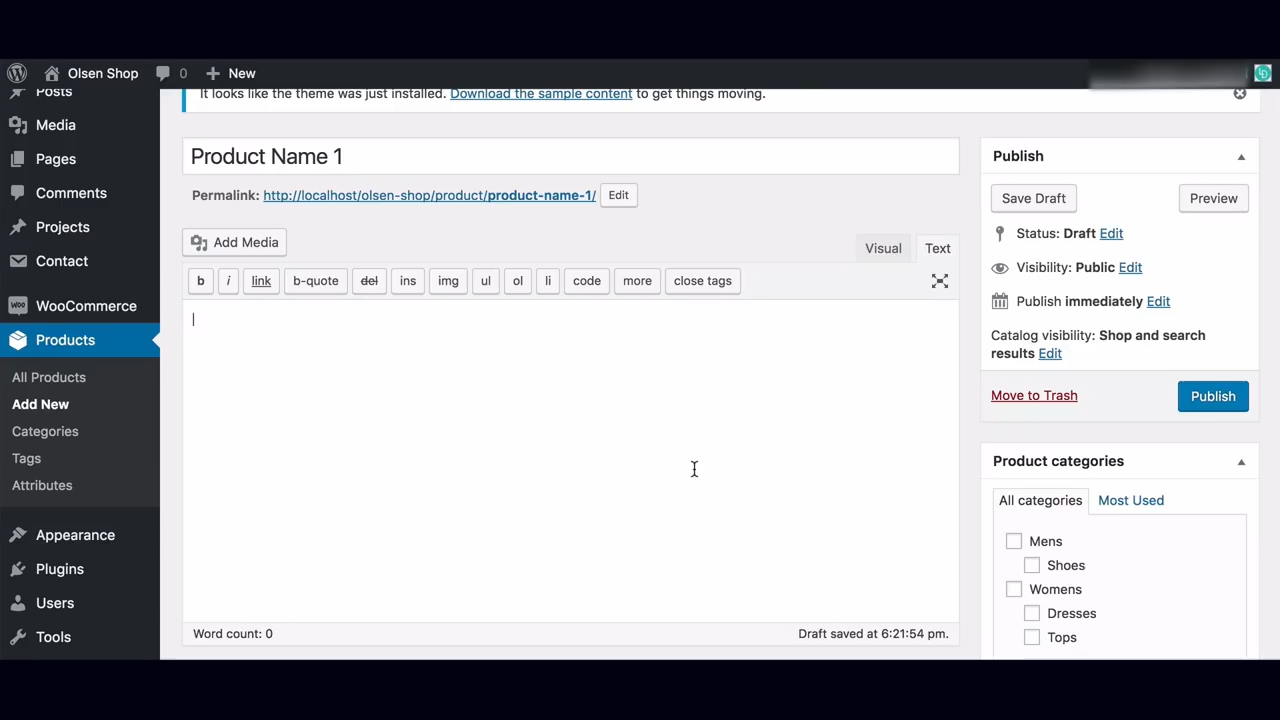 Olsen Shop 0 New
Posts
Media
Pages
Comments
Projects
Contact
WooCommerce
Products
All Products
Add New
Categories
Tags
Attributes
Appearance
Plugins
Users
Tools
It looks like the theme was just installed. Download the sample content to get things moving.
Product Name 1
Permalink: http://localhost/olsen-shop/product/product-name-1/ Edit
Add Media
Visual Text
b i link b-quote del ins img ul ol li code more close tags
Word count: 0 Draft saved at 6:21:54 pm.
Publish
Save Draft Preview
Status: Draft Edit
Visibility: Public Edit
Publish immediately Edit
Catalog visibility: Shop and search
results Edit
Move to Trash Publish
Product categories
All categories Most Used
Mens
Shoes
Womens
Dresses
Tops